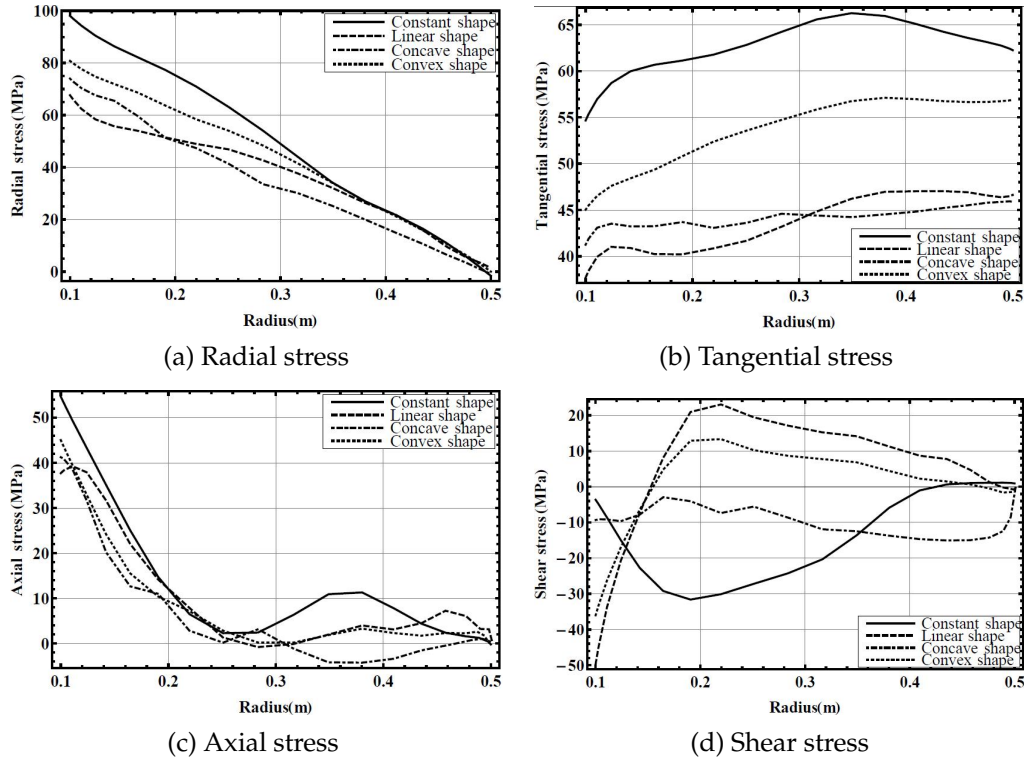 Radial stress (MPa)
100
80
60
40
20
0
Constant shape
Linear shape
Concave shape
Convex shape
0.1 0.2 0.3 0.4 0.5
Radius(m)
(a) Radial stress
Tangential stress (MPa)
65
60
55
50
45
40
Constant shape
Linear shape
Concave shape
Convex shape
0.1 0.2 0.3 0.4 0.5
Radius(m)
(b) Tangential stress
Axial stress (MPa)
50
40
30
20
10
0
Constant shape
Linear shape
Concave shape
Convex shape
0.1 0.2 0.3 0.4 0.5
Radius(m)
(c) Axial stress
Shear stress (MPa)
20
10
0
−10
−20
−30
−40
−50
Constant shape
Linear shape
Concave shape
Convex shape
0.1 0.2 0.3 0.4 0.5
Radius(m)
(d) Shear stress